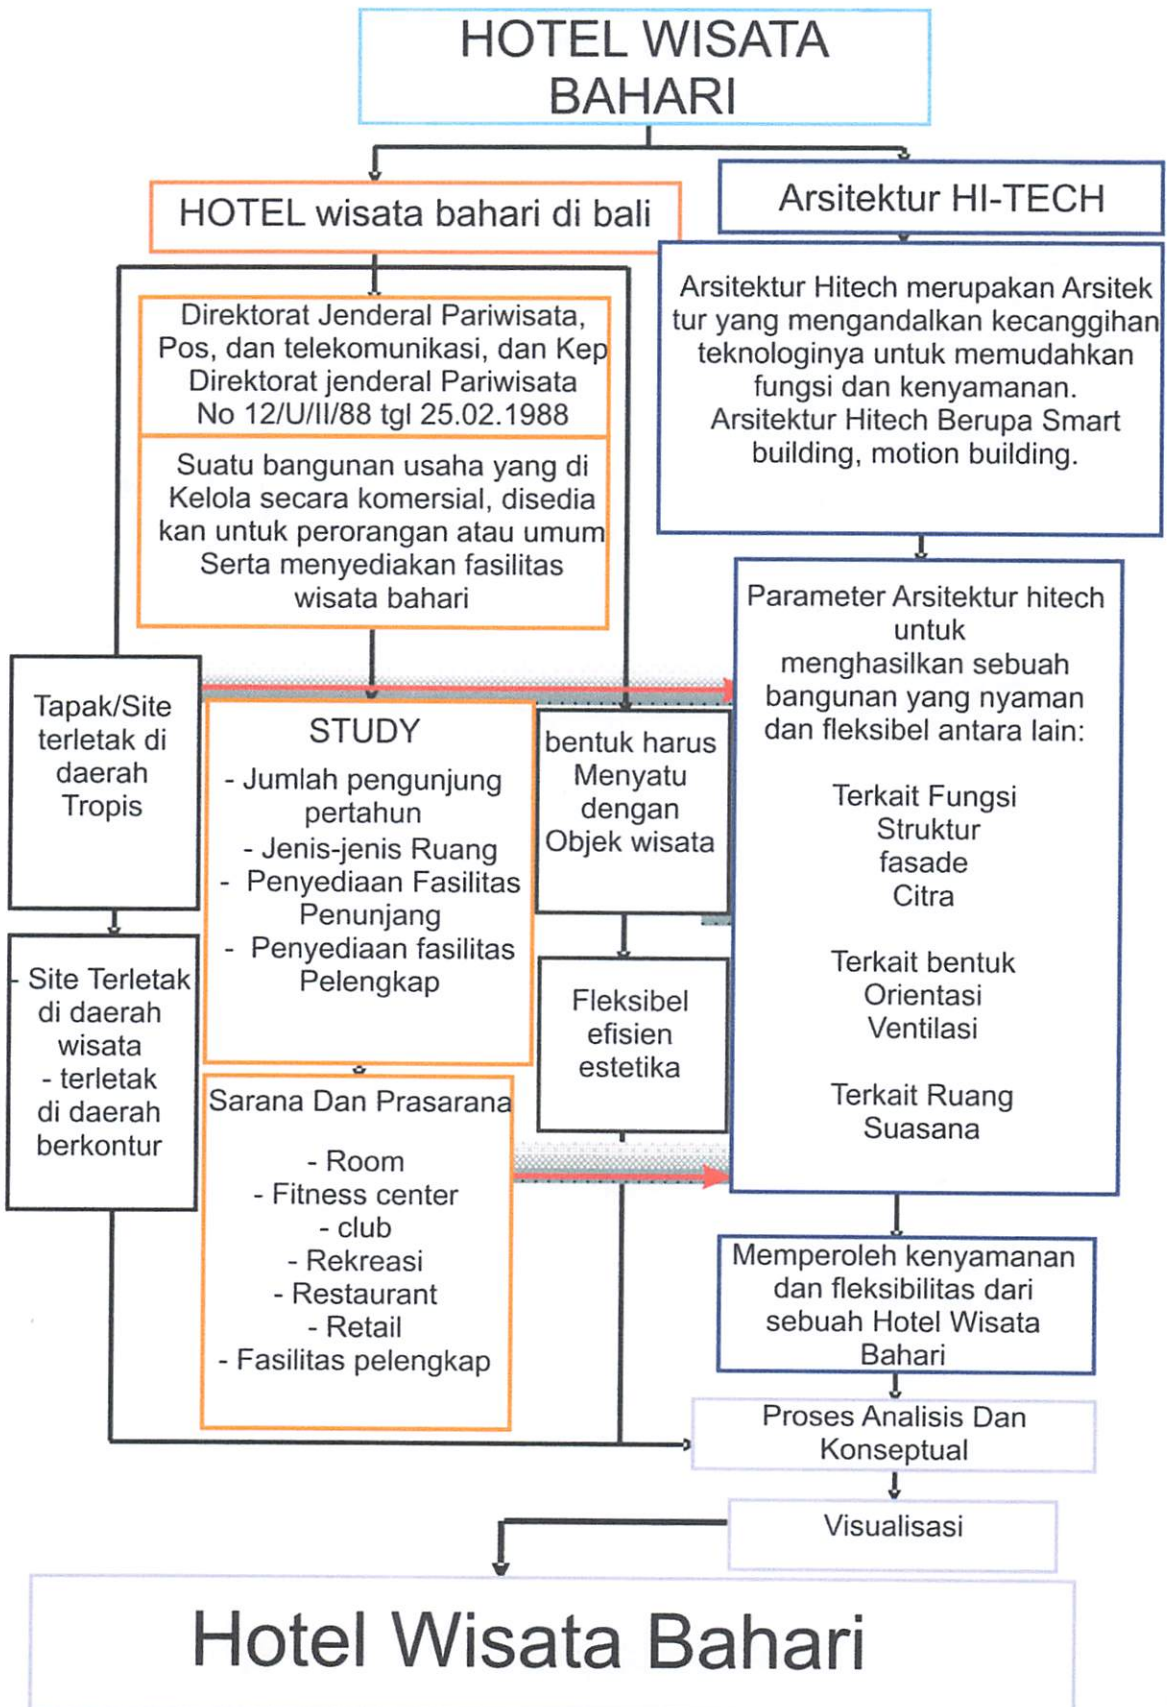 HOTEL WISATA
BAHARI
HOTEL wisata bahari di bali
Arsitektur HI-TECH
Direktorat Jenderal Pariwisata,
Pos, dan telekomunikasi, dan Kep
Direktorat jenderal Pariwisata
No 12/U/II/88 tgl 25.02.1988
Suatu bangunan usaha yang di
Kelola secara komersial, disedia
kan untuk perorangan atau umum
Serta menyediakan fasilitas
wisata bahari
Arsitektur Hitech merupakan Arsitek
tur yang mengandalkan kecanggihan
teknologinya untuk memudahkan
fungsi dan kenyamanan.
Arsitektur Hitech Berupa Smart
building, motion building.
Tapak/Site
terletak di
daerah
Tropis
- Site Terletak
di daerah
wisata
- terletak
di daerah
berkontur
STUDY
- Jumlah pengunjung
pertahun
- Jenis-jenis Ruang
- Penyediaan Fasilitas
Penunjang
- Penyediaan fasilitas
Pelengkap
Sarana Dan Prasarana
- Room
- Fitness center
- club
- Rekreasi
- Restaurant
- Retail
- Fasilitas pelengkap
bentuk harus
Menyatu
dengan
Objek wisata
Fleksibel
efisien
estetika
Parameter Arsitektur hitech
untuk
menghasilkan sebuah
bangunan yang nyaman
dan fleksibel antara lain:
Terkait Fungsi
Struktur
fasade
Citra
Terkait bentuk
Orientasi
Ventilasi
Terkait Ruang
Suasana
Memperoleh kenyamanan
dan fleksibilitas dari
sebuah Hotel Wisata
Bahari
Proses Analisis Dan
Konseptual
Visualisasi
Hotel Wisata Bahari